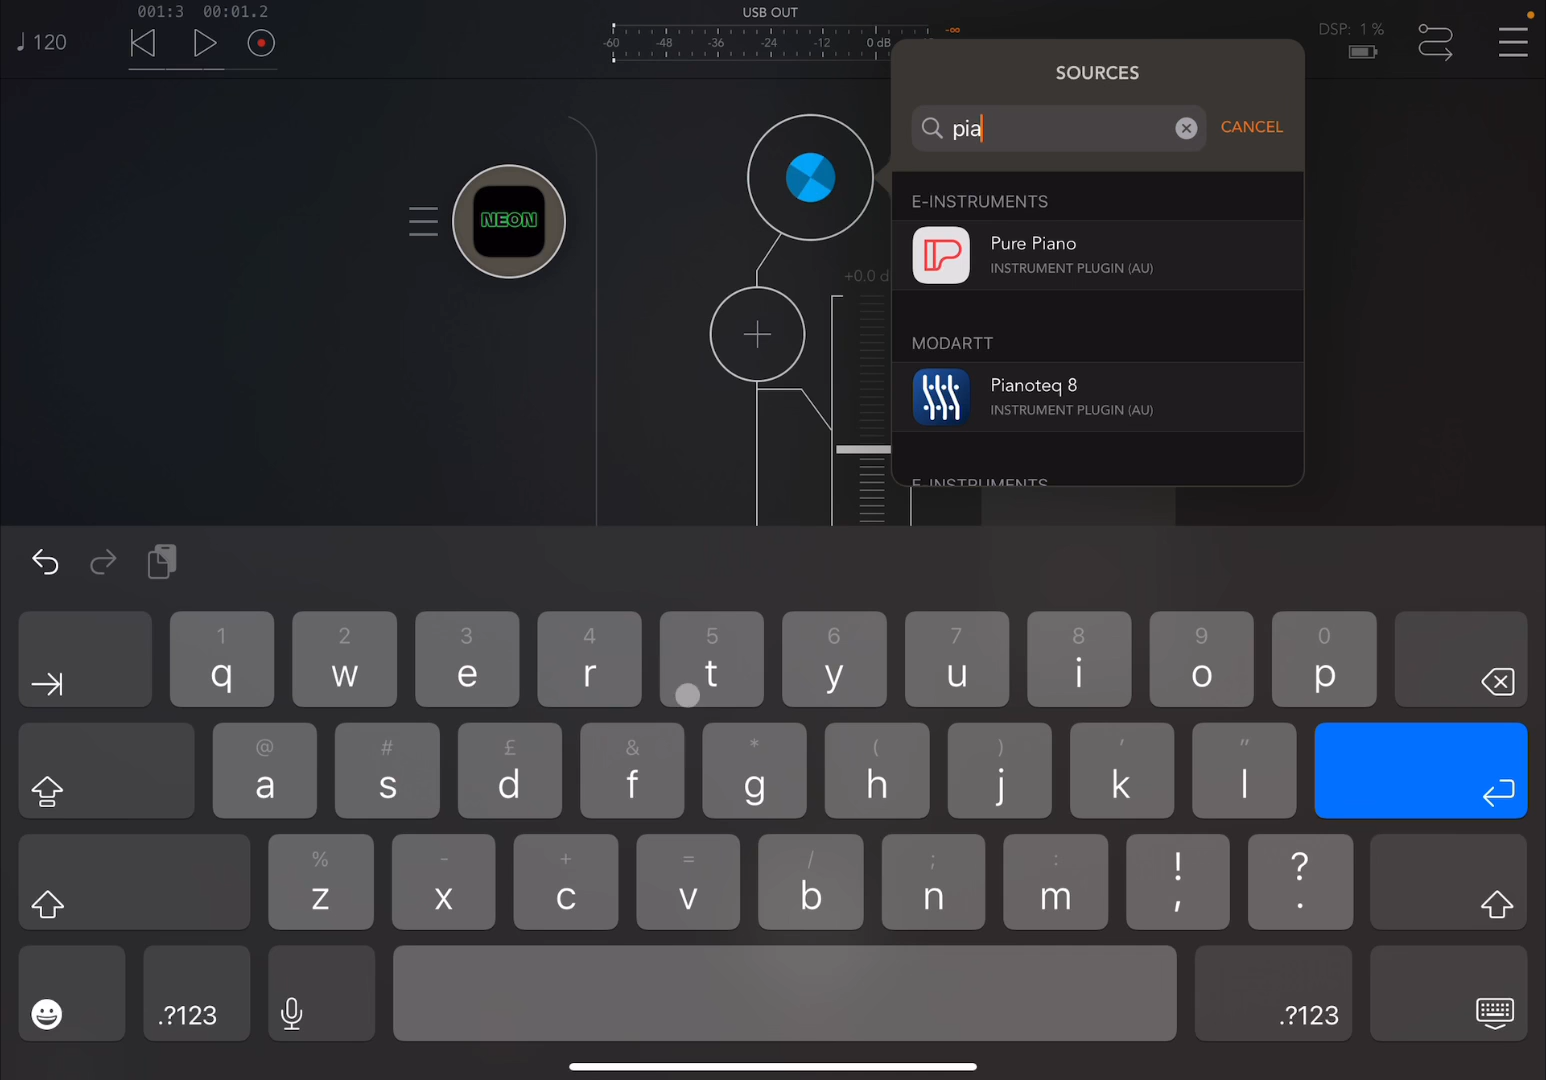 001:3 00:01.2
120
USB OUT
-60 -48 -36 -24 -12 0 dB
-∞
DSP: 1 %
SOURCES
pia
CANCEL
E-INSTRUMENTS
Pure Piano
INSTRUMENT PLUGIN (AU)
MODARTT
Pianoteq 8
INSTRUMENT PLUGIN (AU)
E-INSTRUMENTS
NEON
+0.0 d
1 2 3 4 5 6 7 8 9 0
q w e r t y u i o p
@ # £ & * ( ) ' "
a s d f g h j k l
% - + = / ; : ! ?
z x c v b n m , .
.?123 .?123